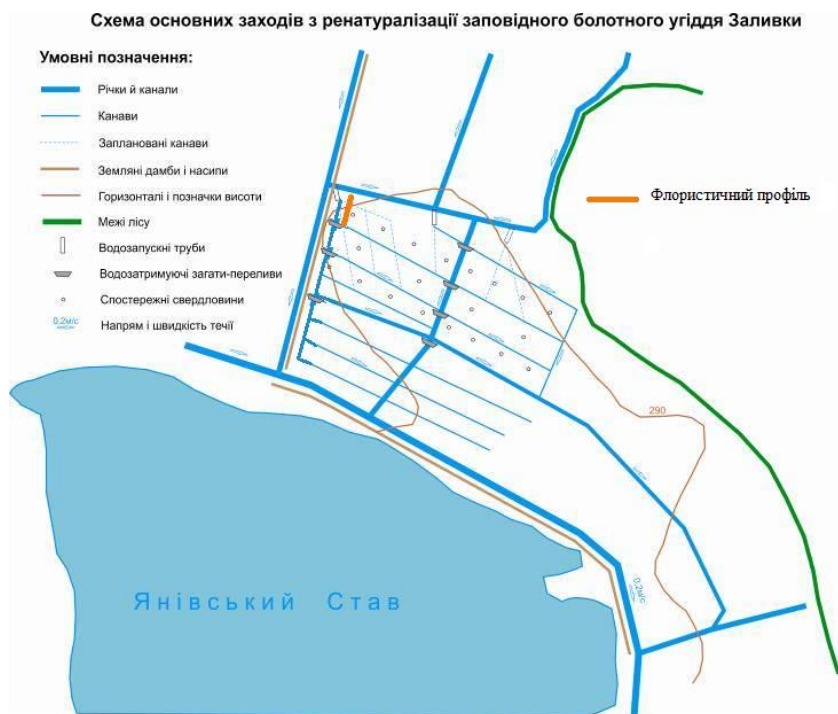 Схема основних заходів з ренатуралізації заповідного болотного угіддя Заливки
Умовні позначення:
Річки й канали
Канави
Заплановані канави
Земляні дамби і насипи
Горизонталі і позначки висоти
Межі лісу
Водозапускні труби
Водозатримуючі загати-переливи
Спостережні свердловини
0,2м/с
Напрям і швидкість течії
Флористичний профіль
290
0,2м/с
Янівський Став